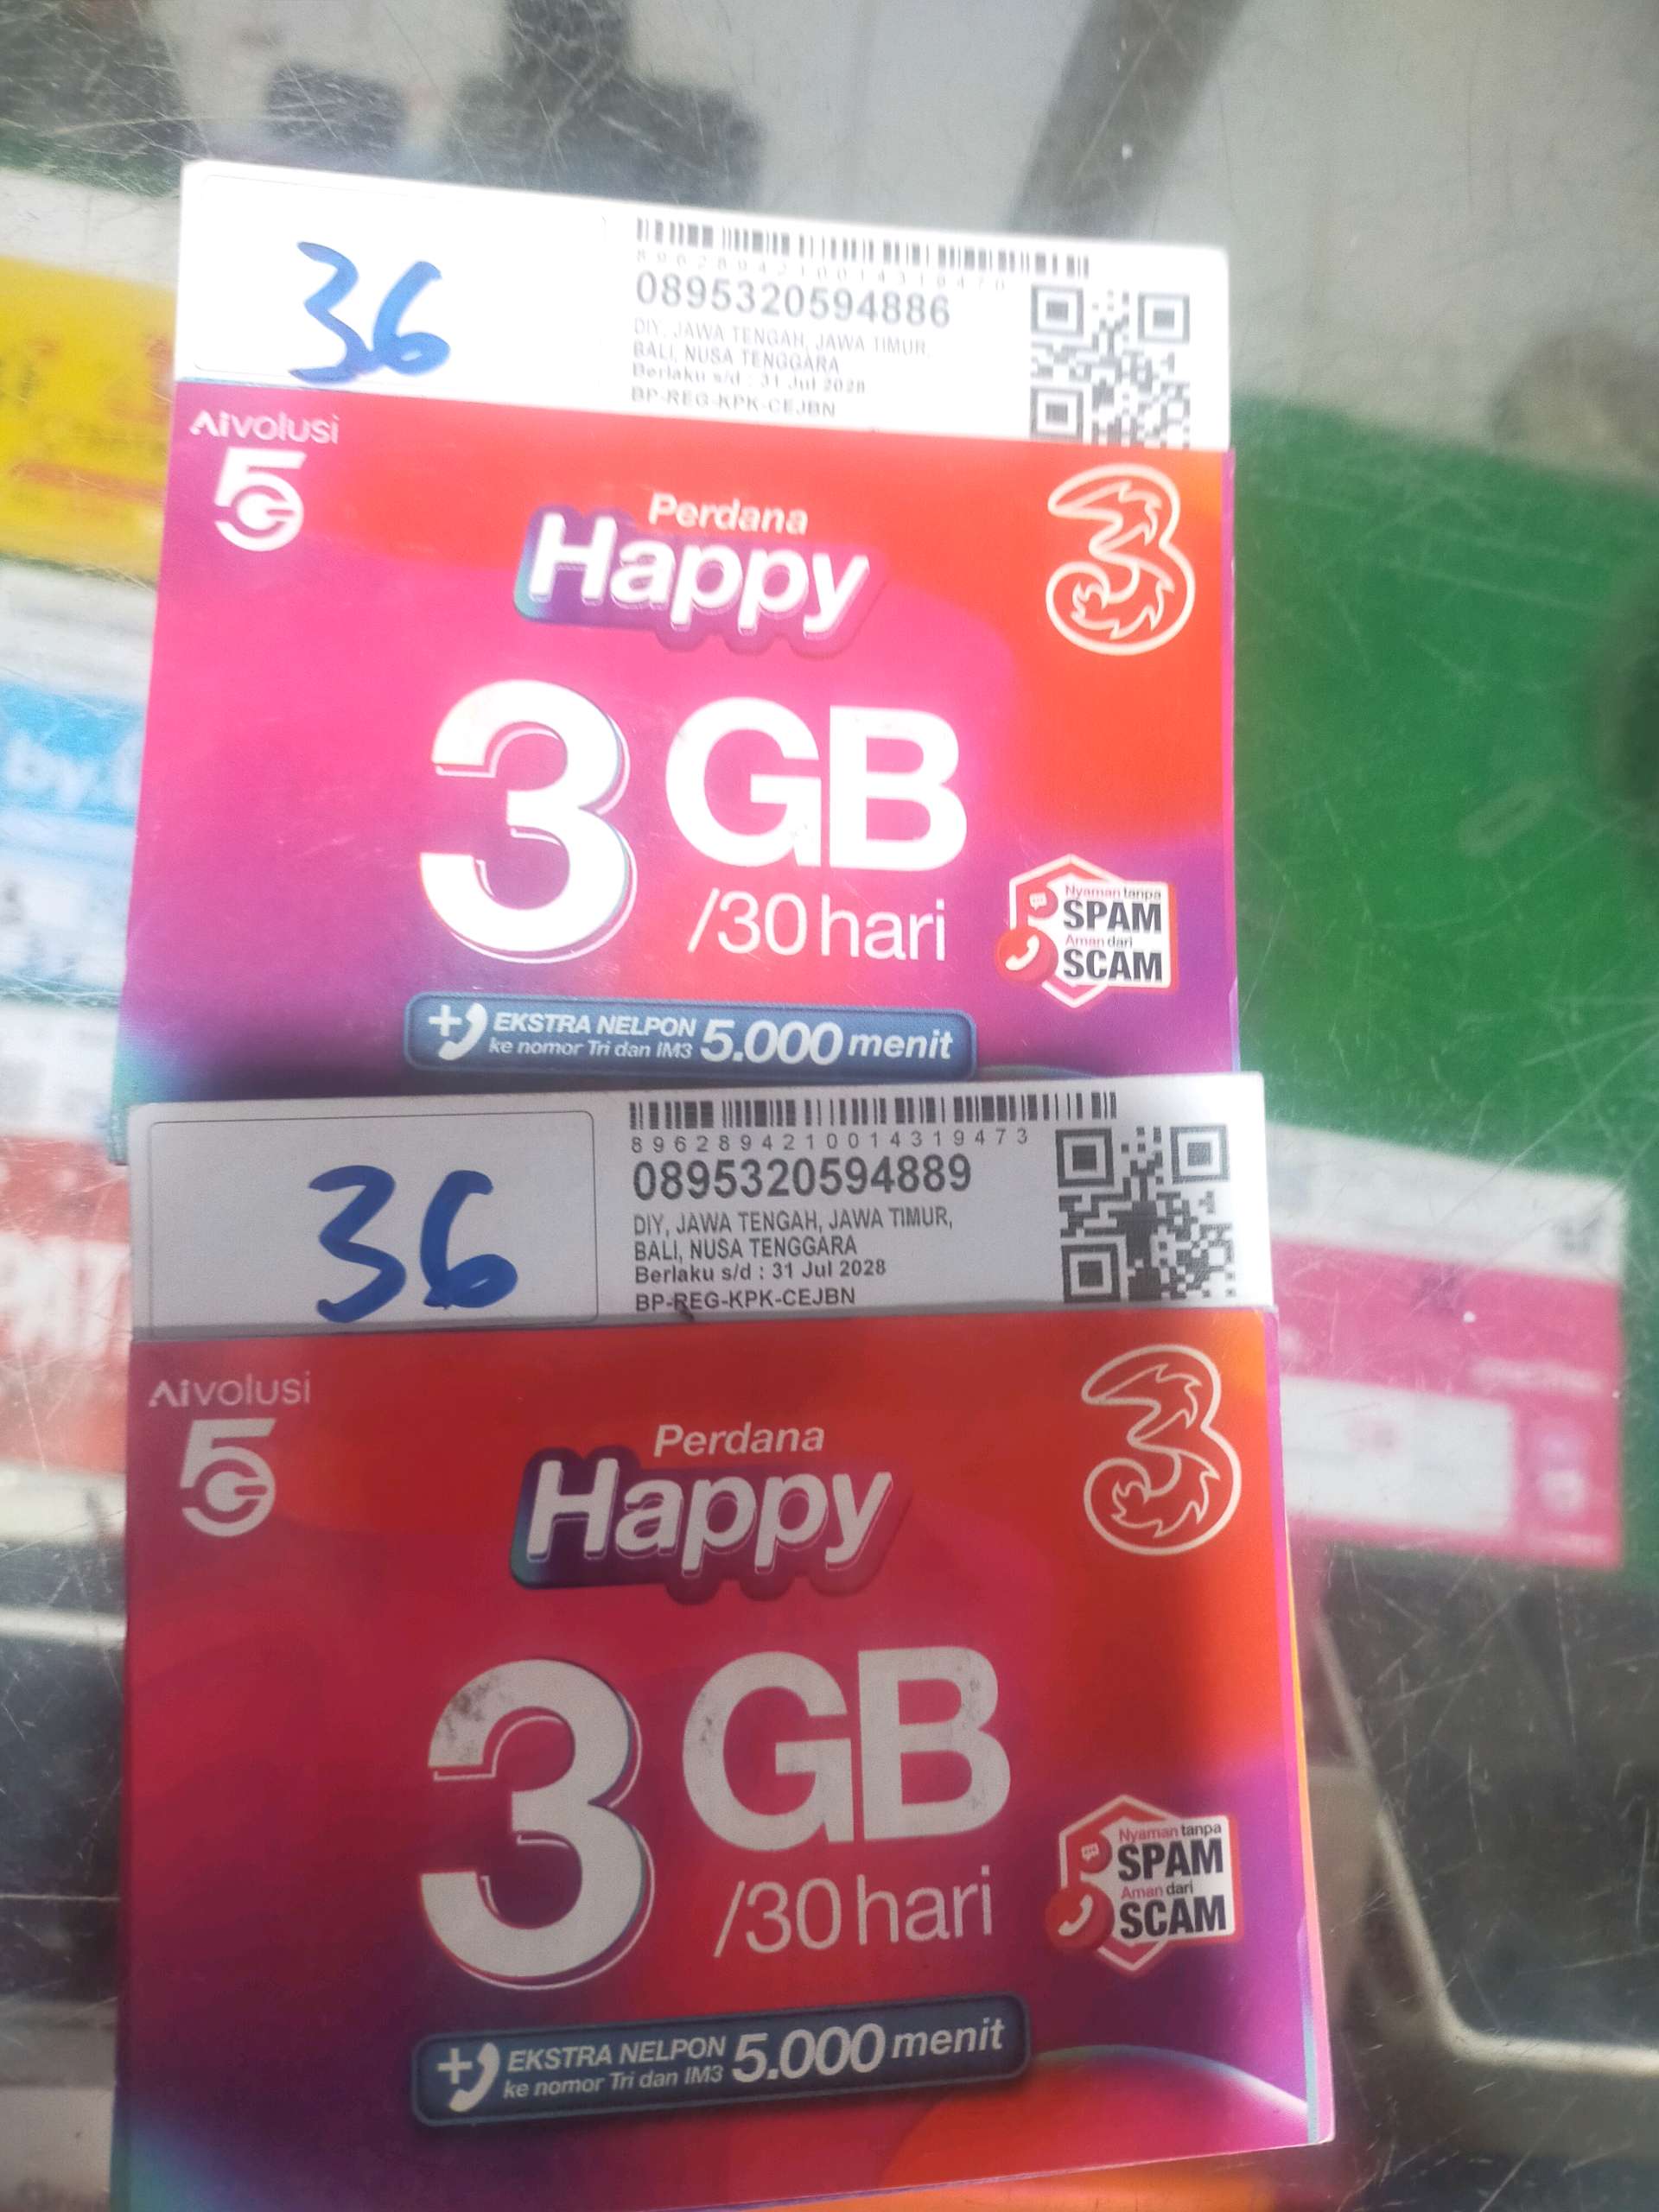 36
0895320594886
DIY, JAWA TENGAH, JAWA TIMUR,
BALI, NUSA TENGGARA
Berlaku s/d : 31 Jul 2028
BP-REG-KPK-CEJBN
AIVOLUSI
5G
Perdana
Happy
3
3 GB
/30 hari
Nyaman tanpa
SPAM
Aman dari
SCAM
EKSTRA NELPON
ke nomor Tri dan IM3
5.000 menit
36
8962894210014319473
0895320594889
DIY, JAWA TENGAH, JAWA TIMUR,
BALI, NUSA TENGGARA
Berlaku s/d : 31 Jul 2028
BP-REG-KPK-CEJBN
AIVOLUSI
5G
Perdana
Happy
3
3 GB
/30 hari
Nyaman tanpa
SPAM
Aman dari
SCAM
EKSTRA NELPON
ke nomor Tri dan IM3
5.000 menit
by.